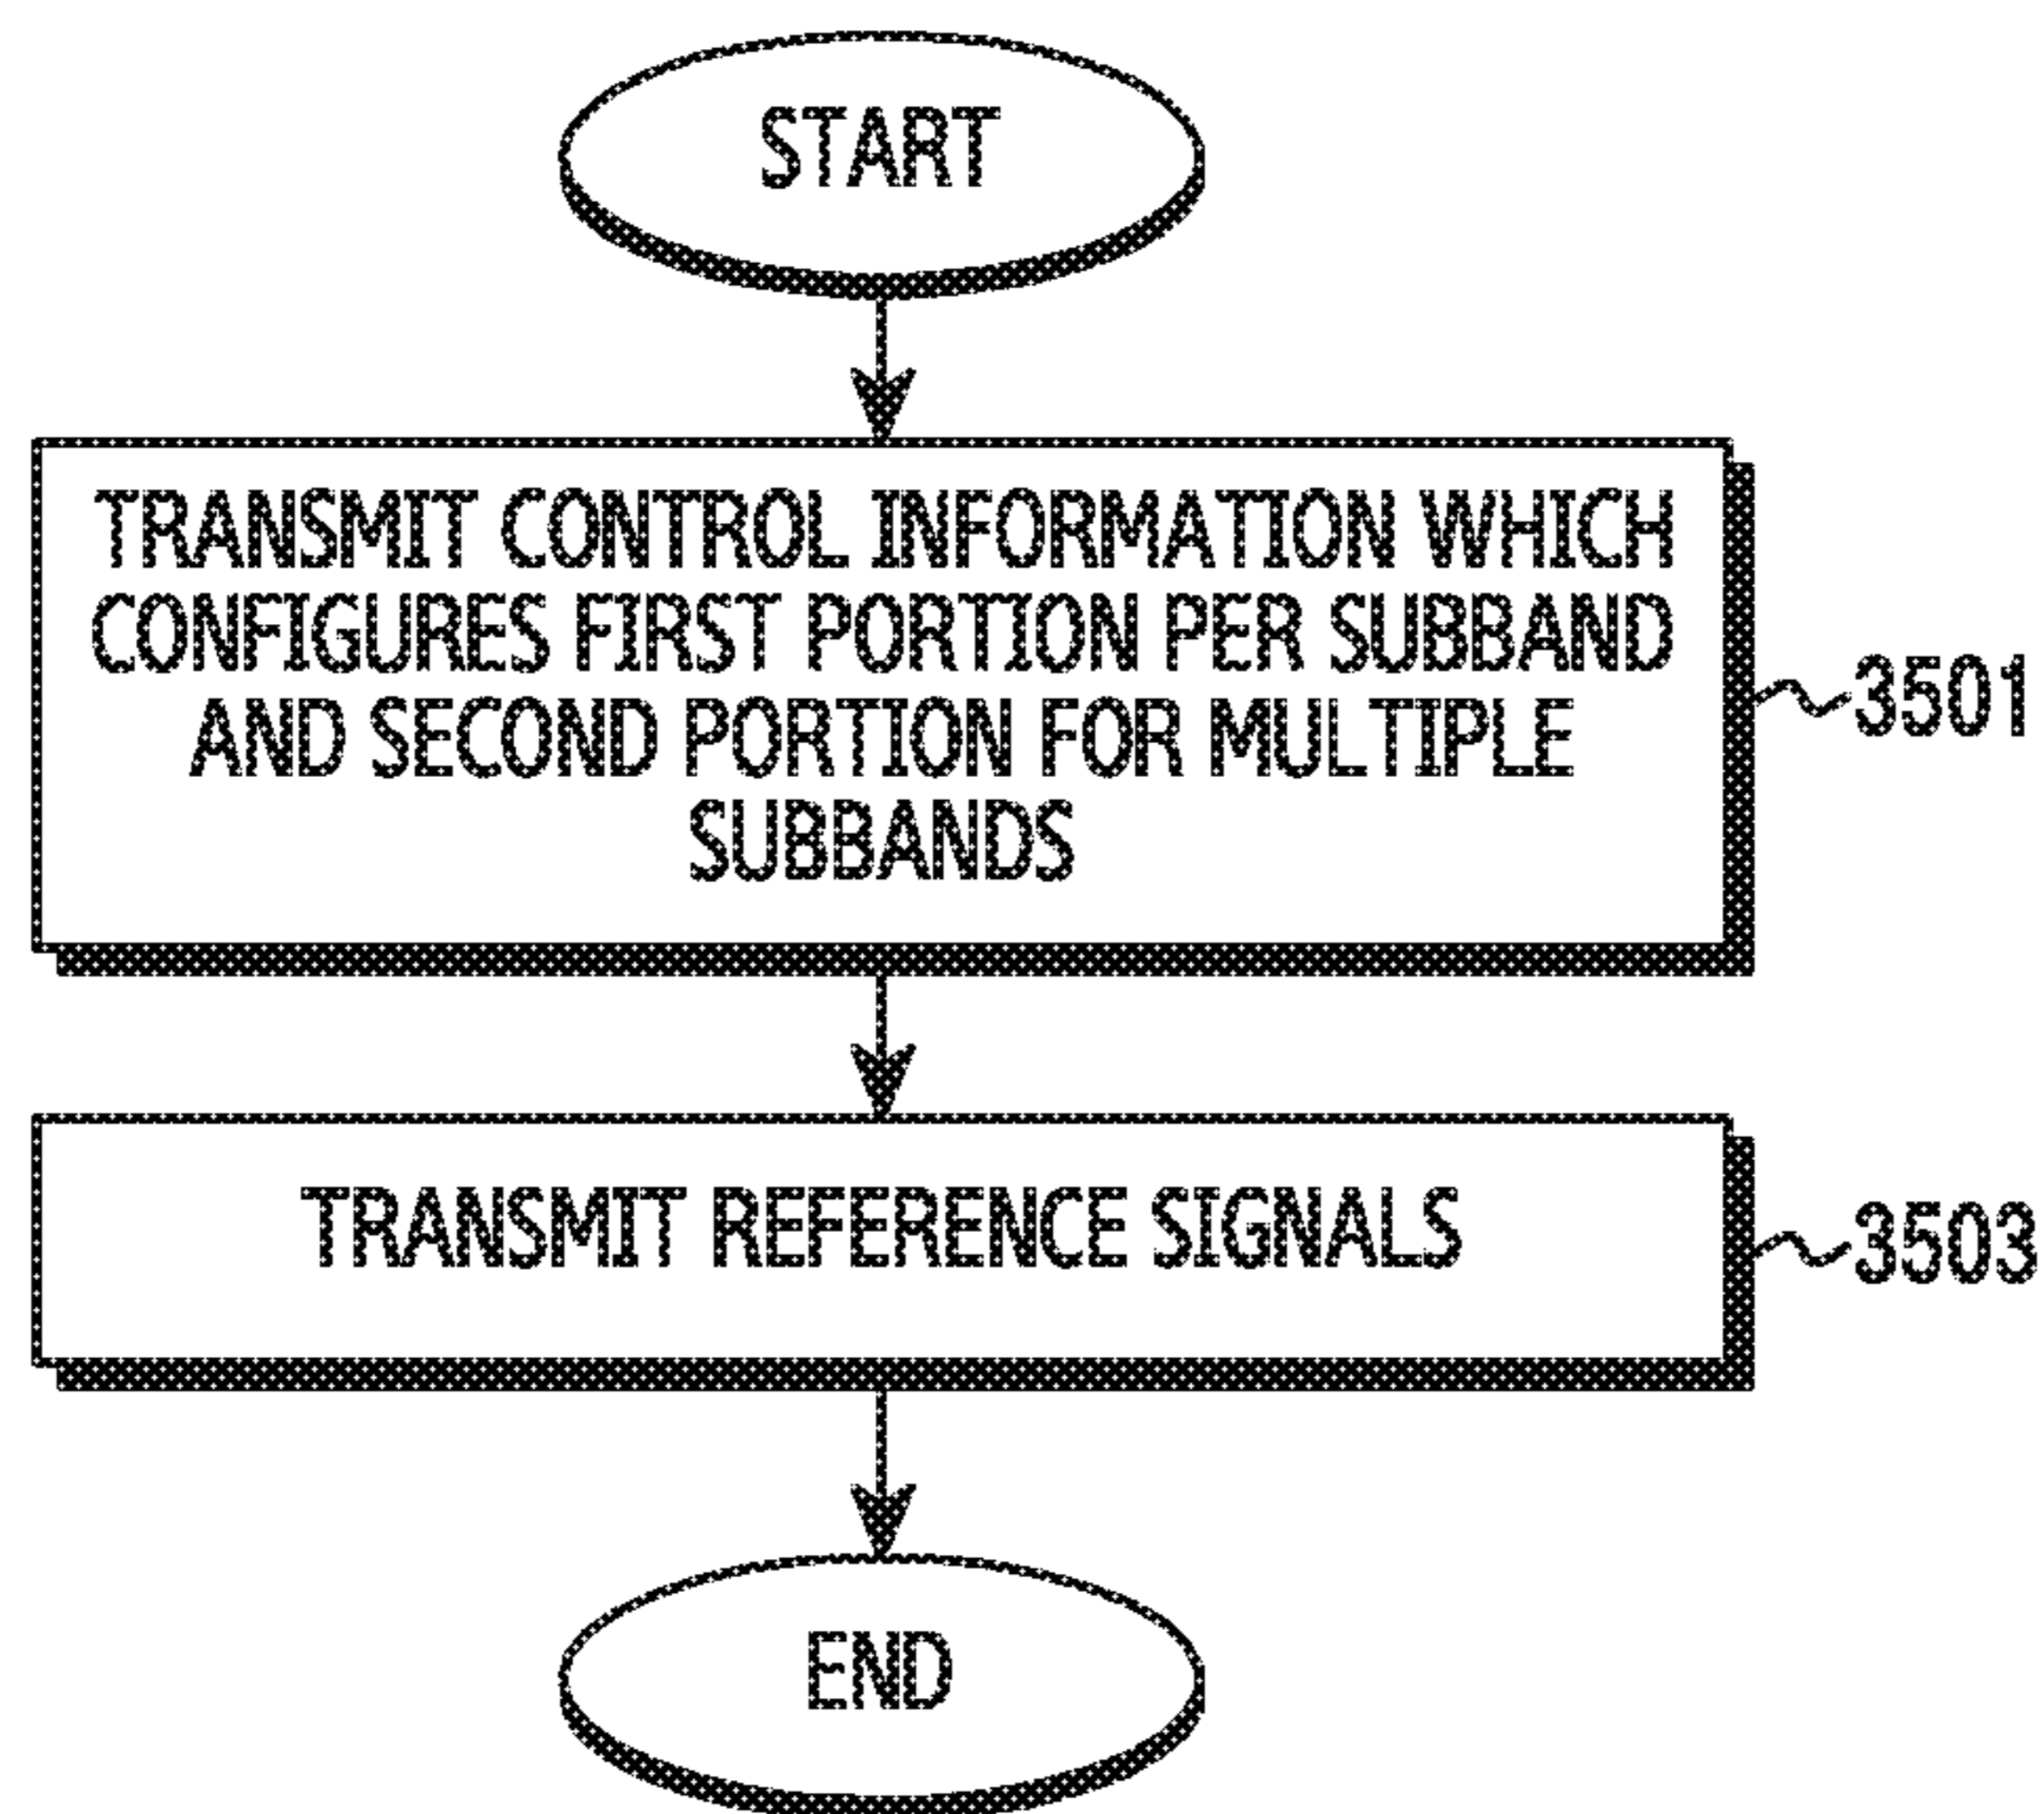 START
TRANSMIT CONTROL INFORMATION WHICH
CONFIGURES FIRST PORTION PER SUBBAND
AND SECOND PORTION FOR MULTIPLE
SUBBANDS
3501
TRANSMIT REFERENCE SIGNALS
3503
END